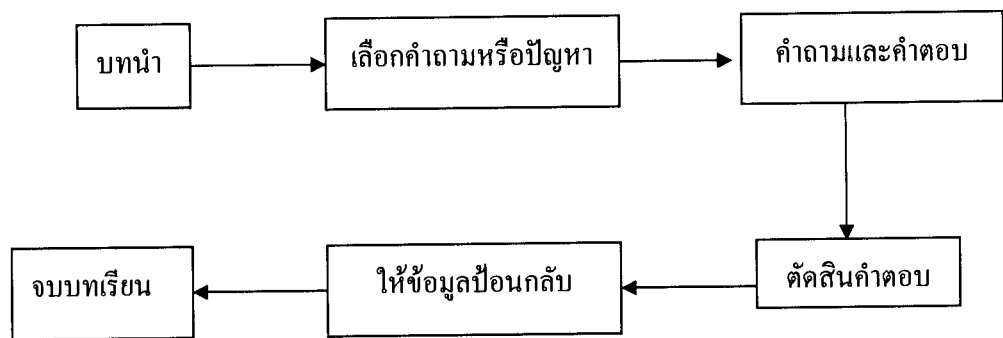 บทนำ
เลือกคำถามหรือปัญหา
คำถามและคำตอบ
ตัดสินคำตอบ
ให้ข้อมูลป้อนกลับ
จบบทเรียน